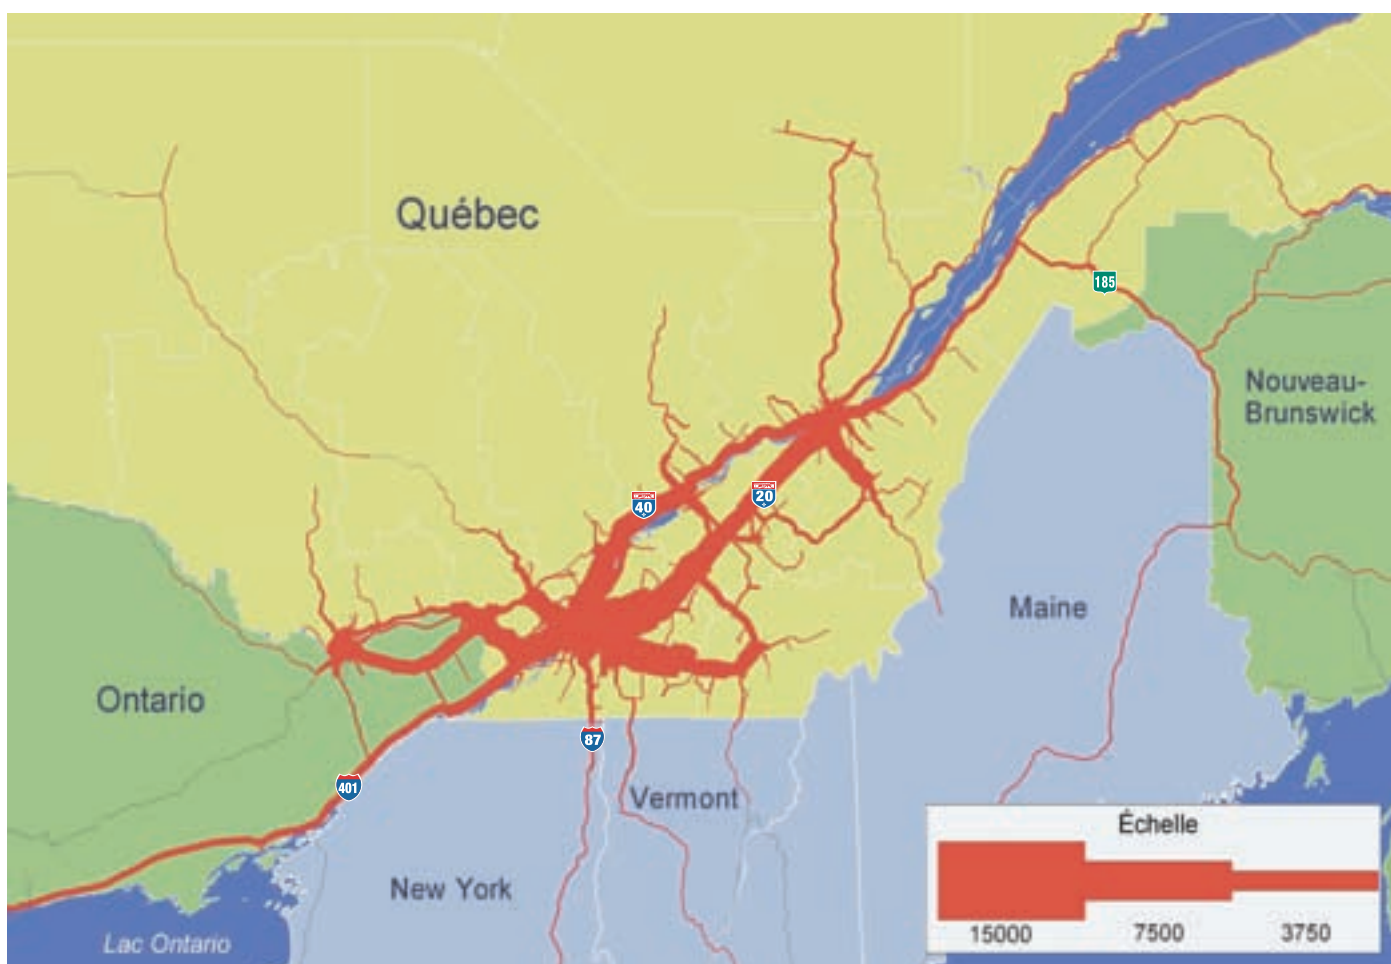 Québec
185
Nouveau-
Brunswick
40
20
Maine
Ontario
87
401
Vermont
Échelle
New York
15000 7500 3750
Lac Ontario